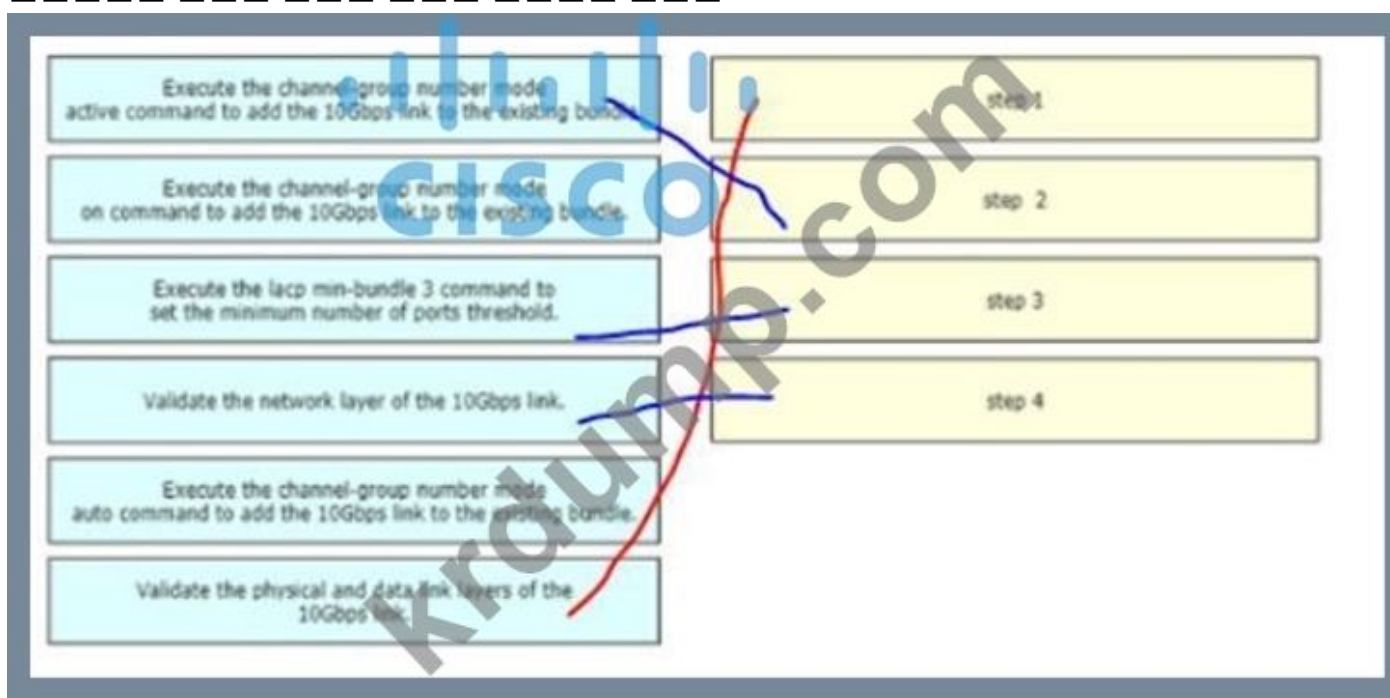 Execute the channel-group number mode
active command to add the 10Gbps link to the existing bundle.
step 1
Execute the channel-group number mode
on command to add the 10Gbps link to the existing bundle.
step 2
Execute the lacp min-bundle 3 command to
set the minimum number of ports threshold.
step 3
Validate the network layer of the 10Gbps link.
step 4
Execute the channel-group number mode
auto command to add the 10Gbps link to the existing bundle.
Validate the physical and data link layers of the
10Gbps link.
CISCO
krdump.com